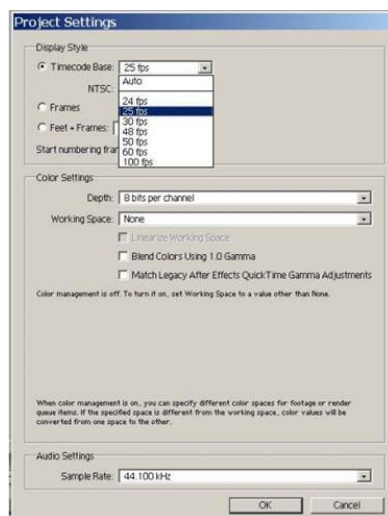 Project Settings
Display Style
Timecode Base: 25 fps
Auto
NTSC:
24 fps
25 fps
Frames
30 fps
48 fps
Feet + Frames:
50 fps
60 fps
Start numbering fra
100 fps
Color Settings
Depth: 8 bits per channel
Working Space: None
Linearize Working Space
Blend Colors Using 1.0 Gamma
Match Legacy After Effects QuickTime Gamma Adjustments
Color management is off. To turn it on, set Working Space to a value other than None.
When color management is on, you can specify different color spaces for footage or render
queue items. If the specified space is different from the working space, color values will be
converted from one space to the other.
Audio Settings
Sample Rate: 44.100 kHz
OK Cancel